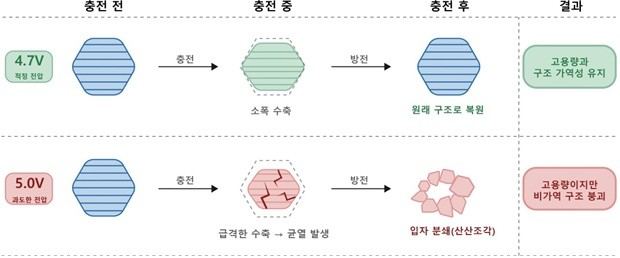 충전 전
충전 중
충전 후
결과
4.7V
적정 전압
충전
소폭 수축
방전
원래 구조로 복원
고용량과
구조 가역성 유지
5.0V
과도한 전압
충전
급격한 수축 → 균열 발생
방전
입자 분쇄(산산조각)
고용량이지만
비가역 구조 붕괴